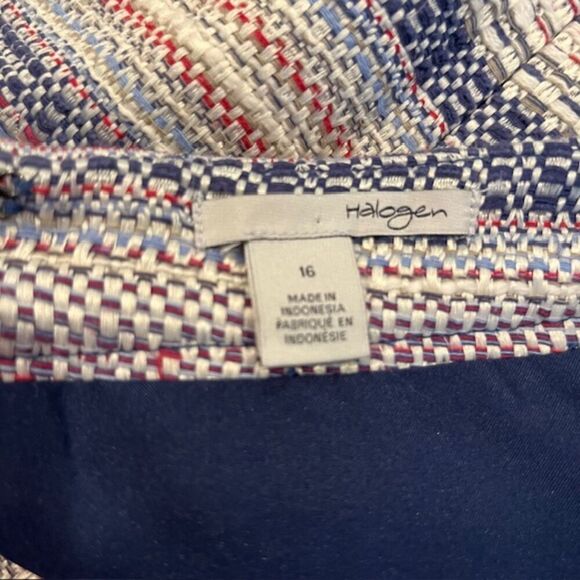 Halogen
16
MADE IN
INDONESIA
FABRIQUÉ EN
INDONÉSIE